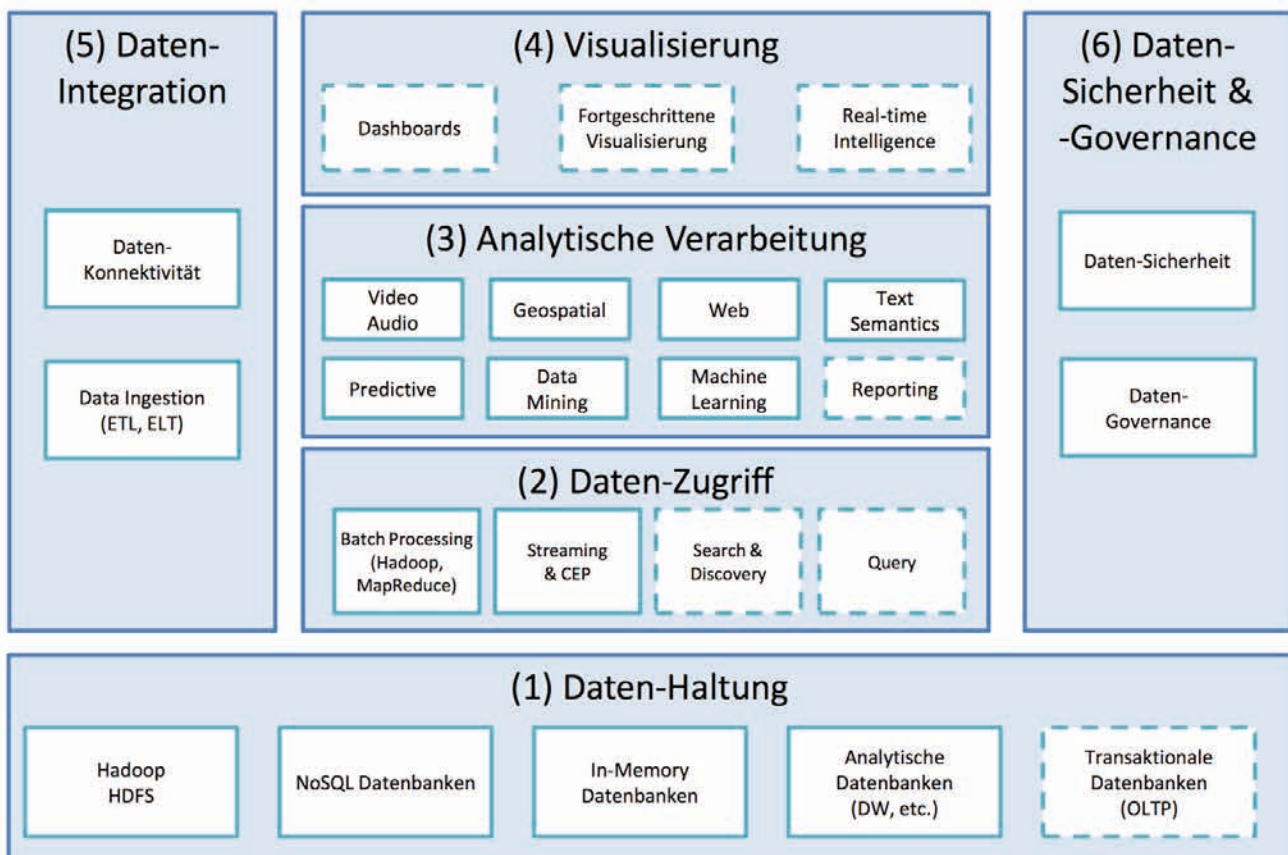 (5) Daten-
Integration
Daten-
Konnektivität
Data Ingestion
(ETL, ELT)
(4) Visualisierung
Dashboards
Fortgeschrittene
Visualisierung
Real-time
Intelligence
(3) Analytische Verarbeitung
Video
Audio
Geospatial
Web
Text
Semantics
Predictive
Data
Mining
Machine
Learning
Reporting
(2) Daten-Zugriff
Batch Processing
(Hadoop,
MapReduce)
Streaming
& CEP
Search &
Discovery
Query
(6) Daten-
Sicherheit &
-Governance
Daten-Sicherheit
Daten-
Governance
(1) Daten-Haltung
Hadoop
HDFS
NoSQL Datenbanken
In-Memory
Datenbanken
Analytische
Datenbanken
(DW, etc.)
Transaktionale
Datenbanken
(OLTP)